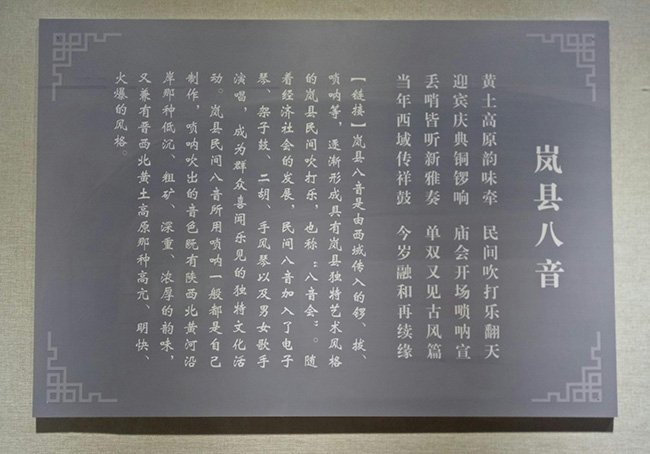 岚县八音
黄土高原韵味牵 民间吹打乐翻天
迎宾庆典铜锣响 庙会开场唢呐宣
丢哨皆听新雅奏 单双又见古风篇
当年西域传祥鼓 今岁融和再续缘
【链接】岚县八音是由西域传入的锣、拔、
唢呐等，逐渐形成具有岚县独特艺术风格
的岚县民间吹打乐，也称“八音会”。随
着经济社会的发展，民间八音加入了电子
琴、架子鼓、二胡、手风琴以及男女歌手
演唱，成为群众喜闻乐见的独特文化活
动。岚县民间八音所用唢呐一般都是自己
制作，唢呐吹出的音色既有陕西北黄河沿
岸那种低沉、粗矿、深重、浓厚的韵味，
又兼有晋西北黄土高原那种高亢、明快、
火爆的风格。